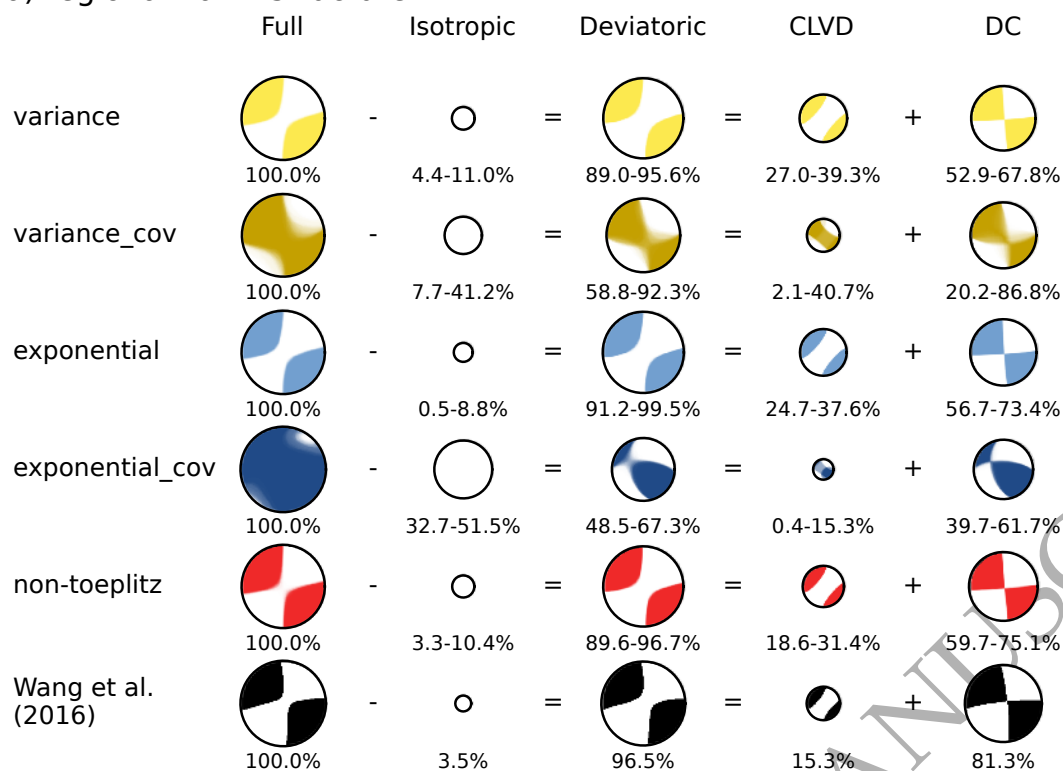 Full Isotropic Deviatoric CLVD DC
variance - = = +
100.0% 4.4-11.0% 89.0-95.6% 27.0-39.3% 52.9-67.8%
variance_cov - = = +
100.0% 7.7-41.2% 58.8-92.3% 2.1-40.7% 20.2-86.8%
exponential - = = +
100.0% 0.5-8.8% 91.2-99.5% 24.7-37.6% 56.7-73.4%
exponential_cov - = = +
100.0% 32.7-51.5% 48.5-67.3% 0.4-15.3% 39.7-61.7%
non-toeplitz - = = +
100.0% 3.3-10.4% 89.6-96.7% 18.6-31.4% 59.7-75.1%
Wang et al.
(2016) - = = +
100.0% 3.5% 96.5% 15.3% 81.3%